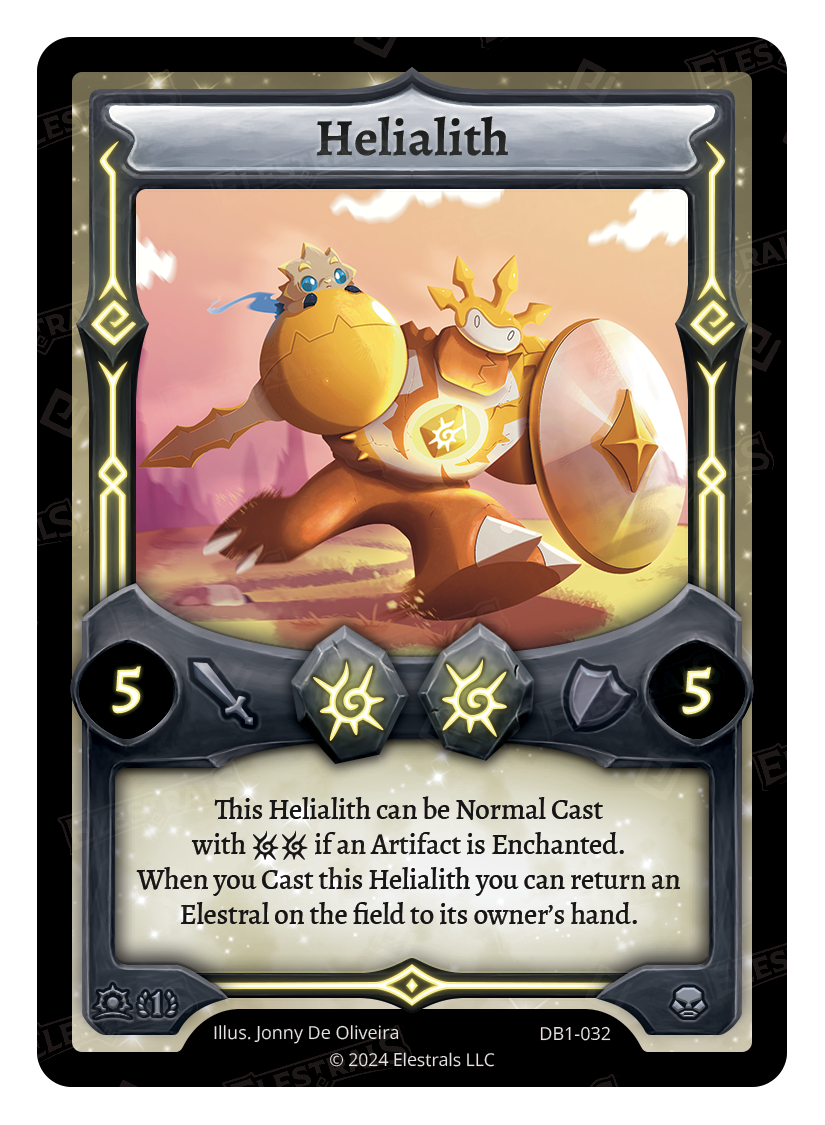 Helialith
5
5
This Helialith can be Normal Cast
with if an Artifact is Enchanted.
When you Cast this Helialith you can return an
Elestral on the field to its owner's hand.
1
Illus. Jonny De Oliveira
DB1-032
© 2024 Elestrals LLC